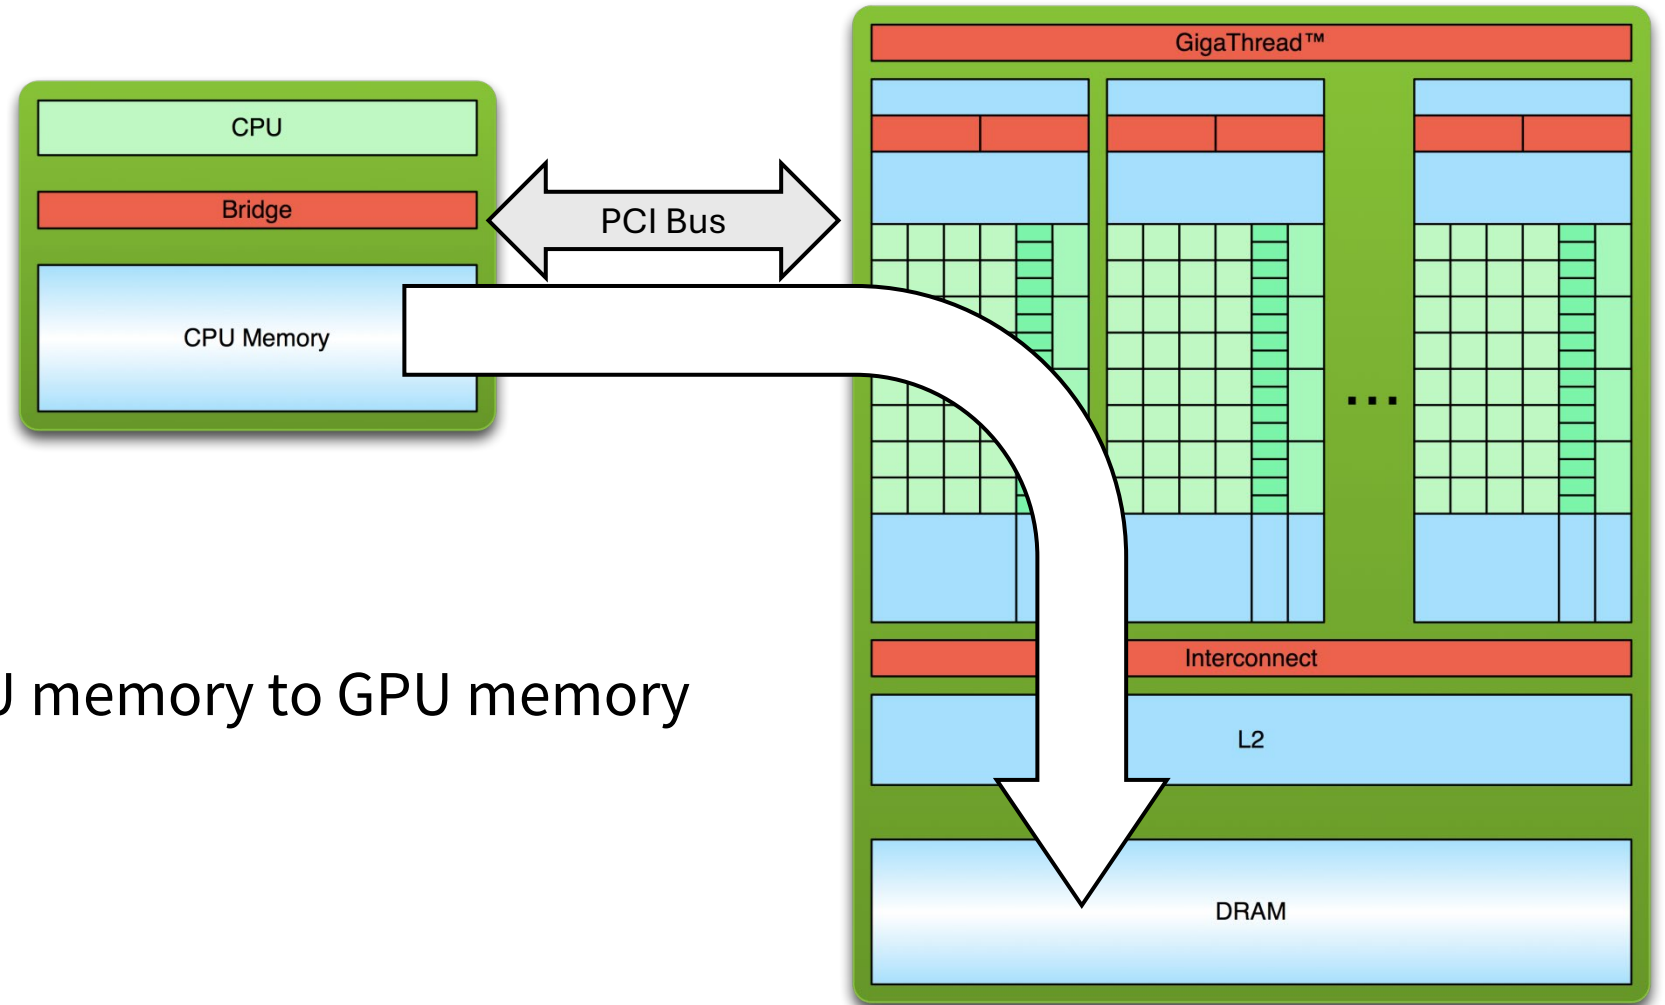 GigaThread™
CPU
Bridge
PCI Bus
CPU Memory
...
Interconnect
memory to GPU memory
L2
DRAM